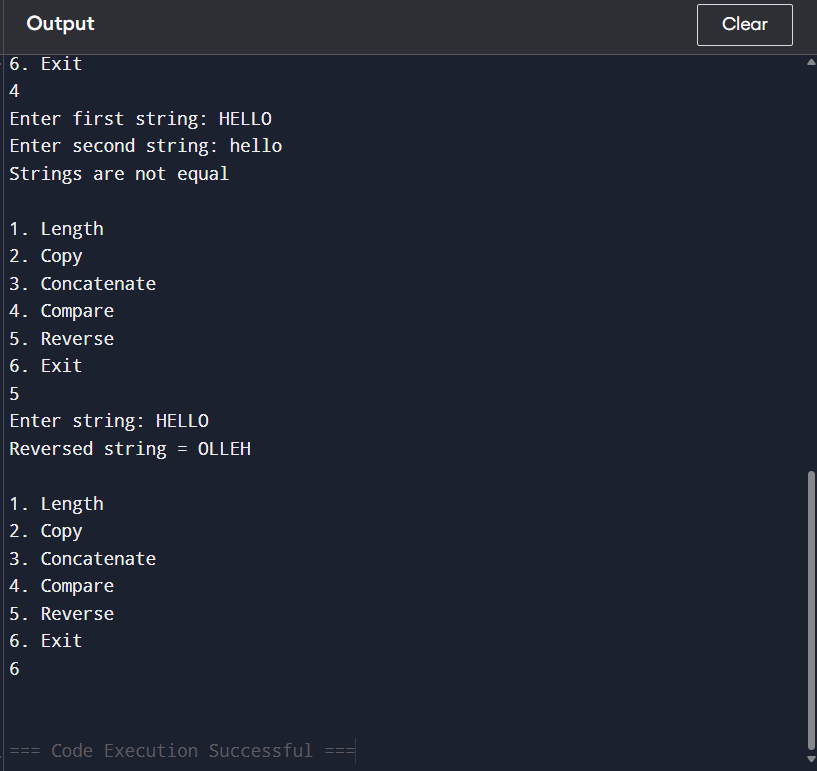 Output
Clear
6. Exit
4
Enter first string: HELLO
Enter second string: hello
Strings are not equal
1. Length
2. Copy
3. Concatenate
4. Compare
5. Reverse
6. Exit
5
Enter string: HELLO
Reversed string = OLLEH
1. Length
2. Copy
3. Concatenate
4. Compare
5. Reverse
6. Exit
6
=== Code Execution Successful ===